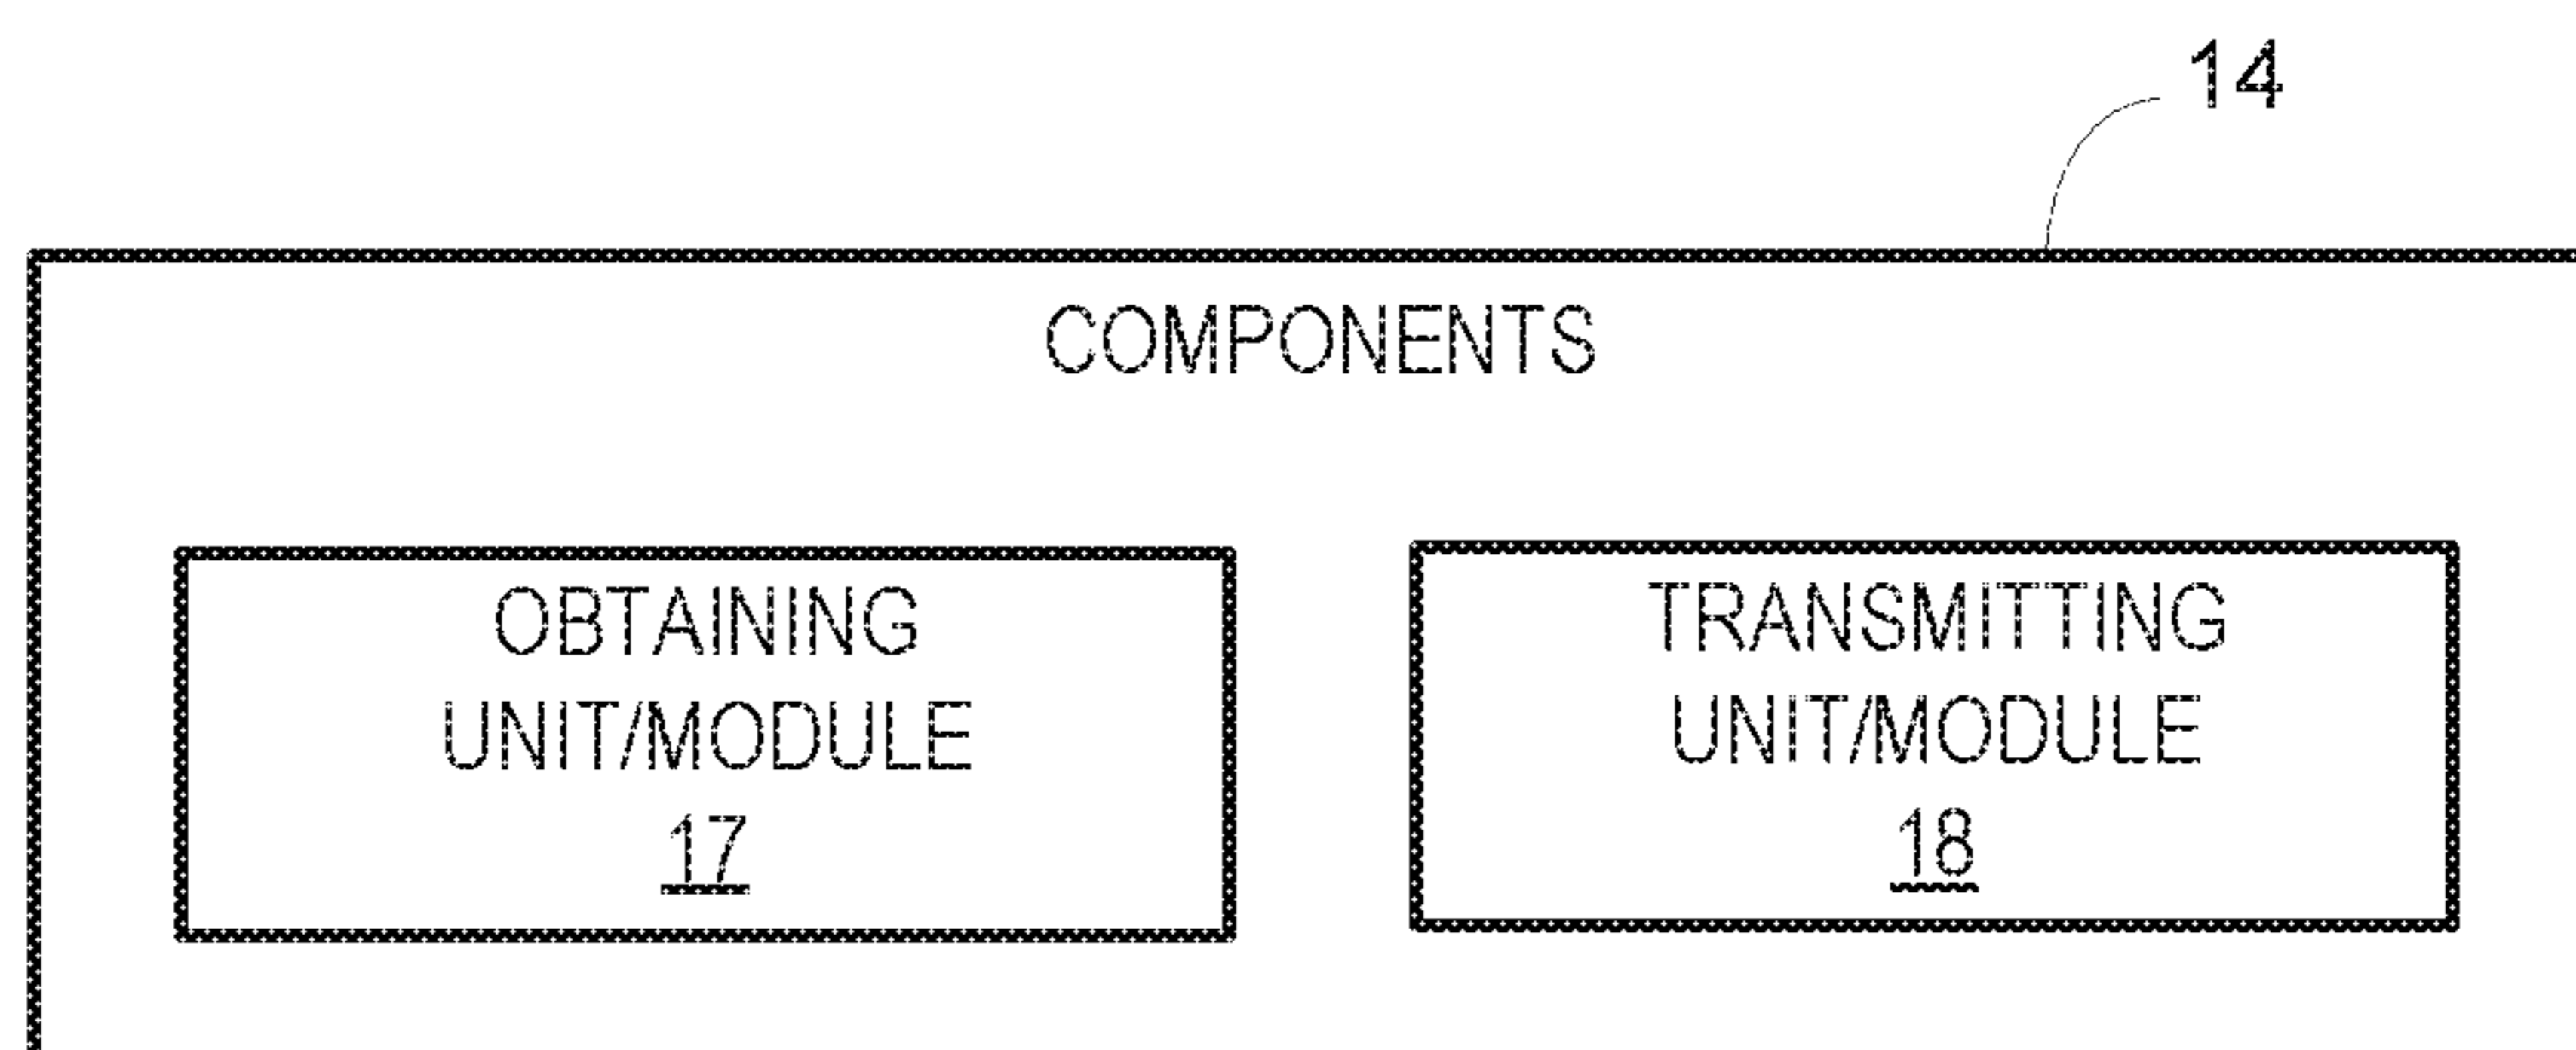 14
COMPONENTS
OBTAINING
UNIT/MODULE
17
TRANSMITTING
UNIT/MODULE
18